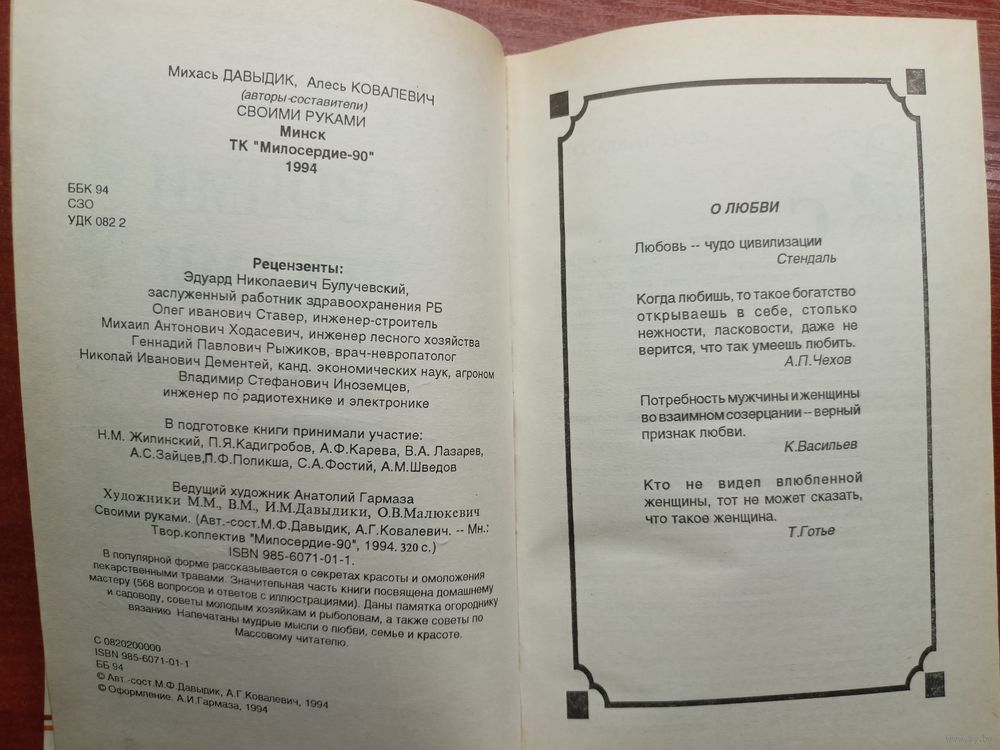 Михась ДАВЫДИК, Алесь КОВАЛЕВИЧ
(авторы-составители)
СВОИМИ РУКАМИ
Минск
ТК "Милосердие-90"
1994
ББК 94
СЗО
УДК 082 2
Рецензенты:
Эдуард Николаевич Булучевский,
заслуженный работник здравоохранения РБ
Олег иванович Ставер, инженер-строитель
Михаил Антонович Ходасевич, инженер лесного хозяйства
Геннадий Павлович Рыжиков, врач-невропатолог
Николай Иванович Дементей, канд. экономических наук, агроном
Владимир Стефанович Иноземцев,
инженер по радиотехнике и электронике
В подготовке книги принимали участие:
Н.М. Жилинский, П.Я.Кадигробов, А.Ф.Карева, В.А. Лазарев,
А.С.Зайцев,П.Ф.Поликша, С.А.Фостий, А.М.Шведов
Ведущий художник Анатолий Гармаза
Художники М.М., В.М., И.М.Давыдики, О.В.Малюкевич
Своими руками. (Авт.-сост.М.Ф.Давыдик, А.Г.Ковалевич. -- Мн.:
Твор.коллектив "Милосердие-90", 1994. 320 с.)
ISBN 985-6071-01-1.
В популярной форме рассказывается о секретах красоты и омоложения
лекарственными травами. Значительная часть книги посвящена домашнему
мастеру (568 вопросов и ответов с иллюстрациями). Даны памятка огороднику
и садоводу, советы молодым хозяйкам и рыболовам, а также советы по
вязанию Напечатаны мудрые мысли о любви, семье и красоте.
Массовому читателю.
С 0820200000
ISBN 985-6071-01-1
ББ 94
© Авт.-сост.М.Ф.Давыдик, А.Г.Ковалевич, 1994
© Оформление. А.И.Гармаза, 1994
О ЛЮБВИ
Любовь -- чудо цивилизации
Стендаль
Когда любишь, то такое богатство
открываешь в себе, столько
нежности, ласковости, даже не
верится, что так умеешь любить.
А.П.Чехов
Потребность мужчины и женщины
во взаимном созерцании -- верный
признак любви.
К.Васильев
Кто не видел влюбленной
женщины, тот не может сказать,
что такое женщина.
Т.Готье